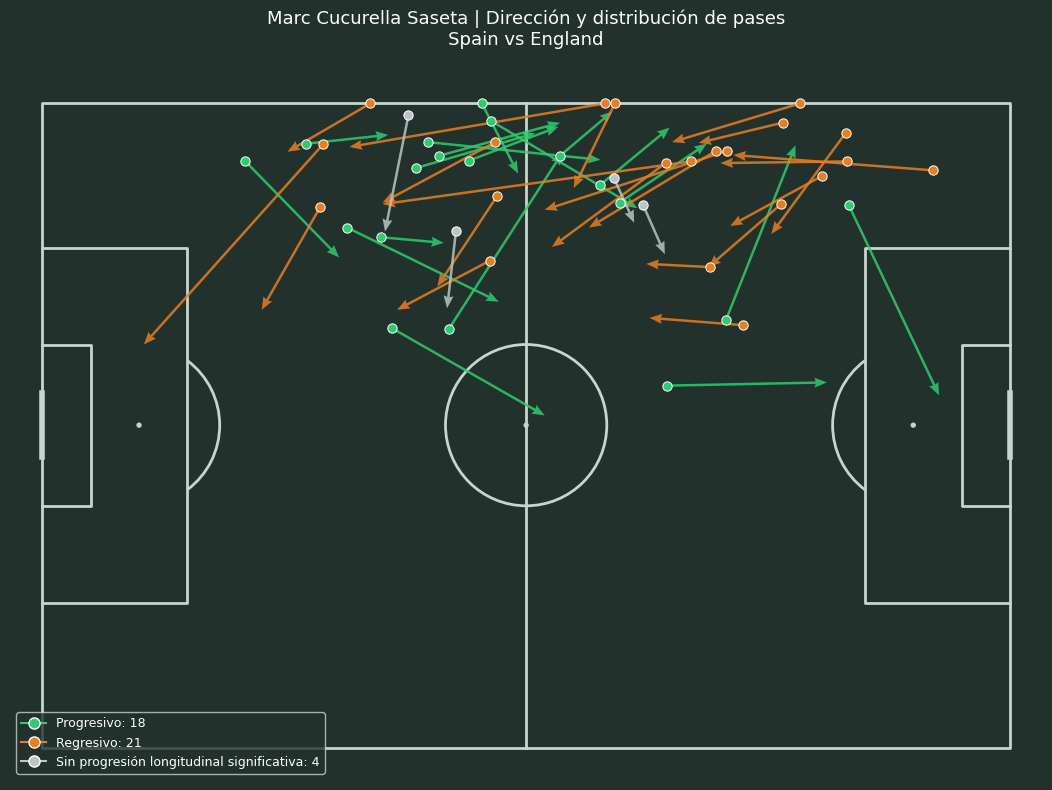 Marc Cucurella Saseta | Dirección y distribución de pases
Spain vs England
Progresivo: 18
Regresivo: 21
Sin progresión longitudinal significativa: 4